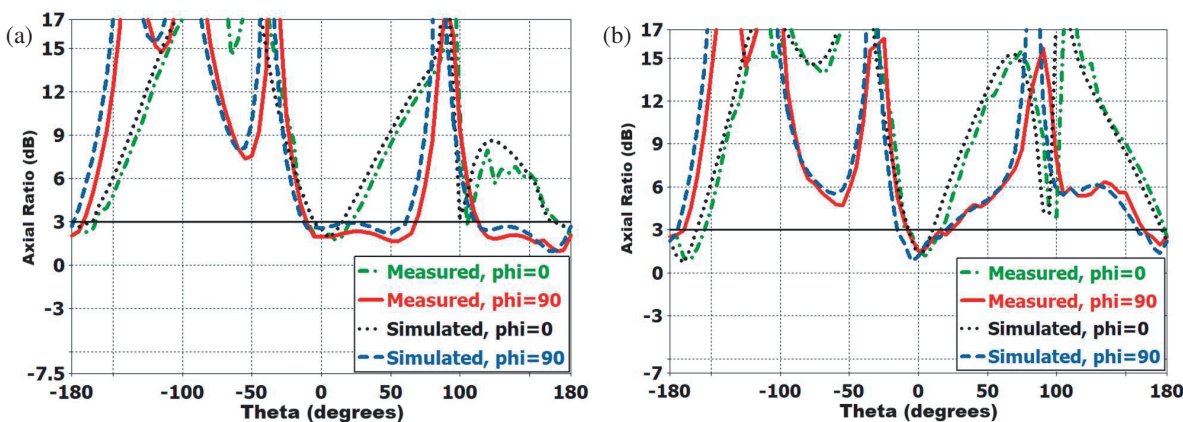 (a)
Axial Ratio (dB)
17
15
12
9
6
3
0
-3
-7.5
-180
-100
-50
0
50
100
180
Theta (degrees)
Measured, phi=0
Measured, phi=90
Simulated, phi=0
Simulated, phi=90
(b)
Axial Ratio (dB)
17
15
12
9
6
3
0
-3
-7
-180
-100
-50
0
50
100
180
Theta (degrees)
Measured, phi=0
Measured, phi=90
Simulated, phi=0
Simulated, phi=90